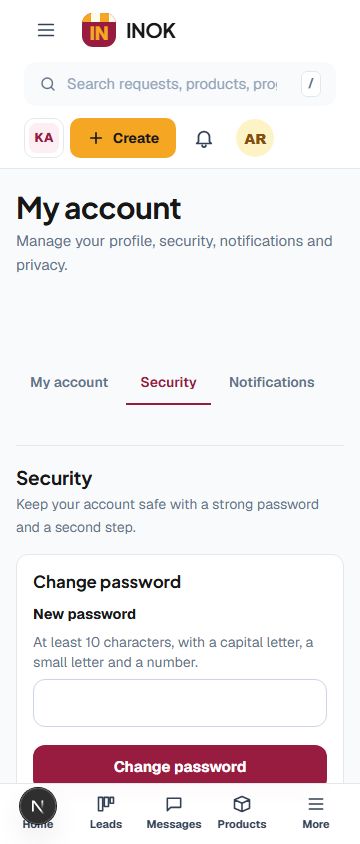 IN INOK
Search requests, products, pro
/
KA
+ Create
AR
My account
Manage your profile, security, notifications and
privacy.
My account Security Notifications
Security
Keep your account safe with a strong password
and a second step.
Change password
New password
At least 10 characters, with a capital letter, a
small letter and a number.
Change password
N
Home Leads Messages Products More